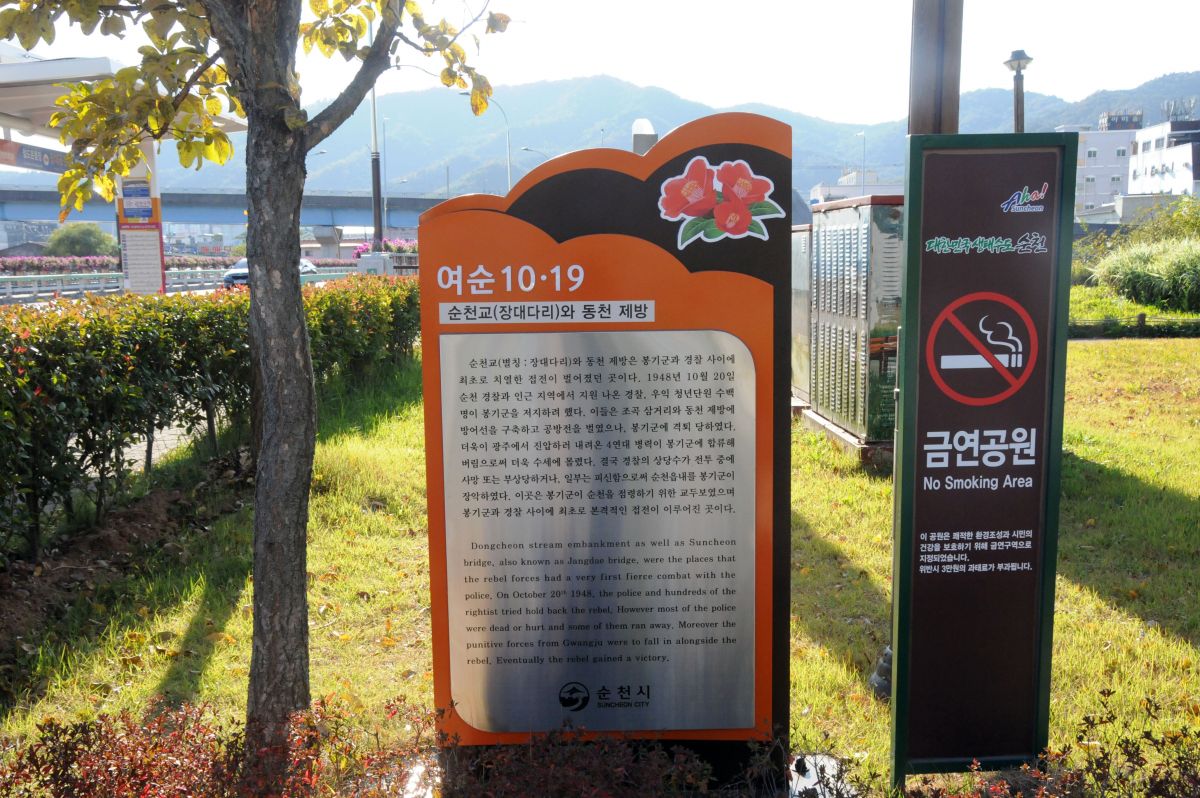 여순10·19
순천교(장대다리)와 동천 제방
순천교(별칭 : 장대다리)와 동천 제방은 봉기군과 경찰 사이에
최초로 치열한 접전이 벌어졌던 곳이다. 1948년 10월 20일
순천 경찰과 인근 지역에서 지원 나온 경찰, 우익 청년단원 수백
명이 봉기군을 저지하려 했다. 이들은 조곡 삼거리와 동천 제방에
방어선을 구축하고 공방전을 벌였으나, 봉기군에 격퇴 당하였다.
더욱이 광주에서 진압하러 내려온 4연대 병력이 봉기군에 합류해
버림으로써 더욱 수세에 몰렸다. 결국 경찰의 상당수가 전투 중에
사망 또는 부상당하거나, 일부는 피신함으로써 순천읍내를 봉기군이
장악하였다. 이곳은 봉기군이 순천을 점령하기 위한 교두보였으며
봉기군과 경찰 사이에 최초로 본격적인 접전이 이루어진 곳이다.
Dongcheon stream embankment as well as Suncheon
bridge, also known as Jangdae bridge, were the places that
the rebel forces had a very first fierce combat with the
police. On October 20th 1948, the police and hundreds of the
rightist tried hold back the rebel. However most of the police
were dead or hurt and some of them ran away. Moreover the
punitive forces from Gwangju were to fall in alongside the
rebel. Eventually the rebel gained a victory.
순천시
SUNCHEON CITY
Aha!
Suncheon
대한민국 생태수도 순천
금연공원
No Smoking Area
이 공원은 쾌적한 환경조성과 시민의
건강을 보호하기 위해 금연구역으로
지정되었습니다.
위반시 3만원의 과태료가 부과됩니다.